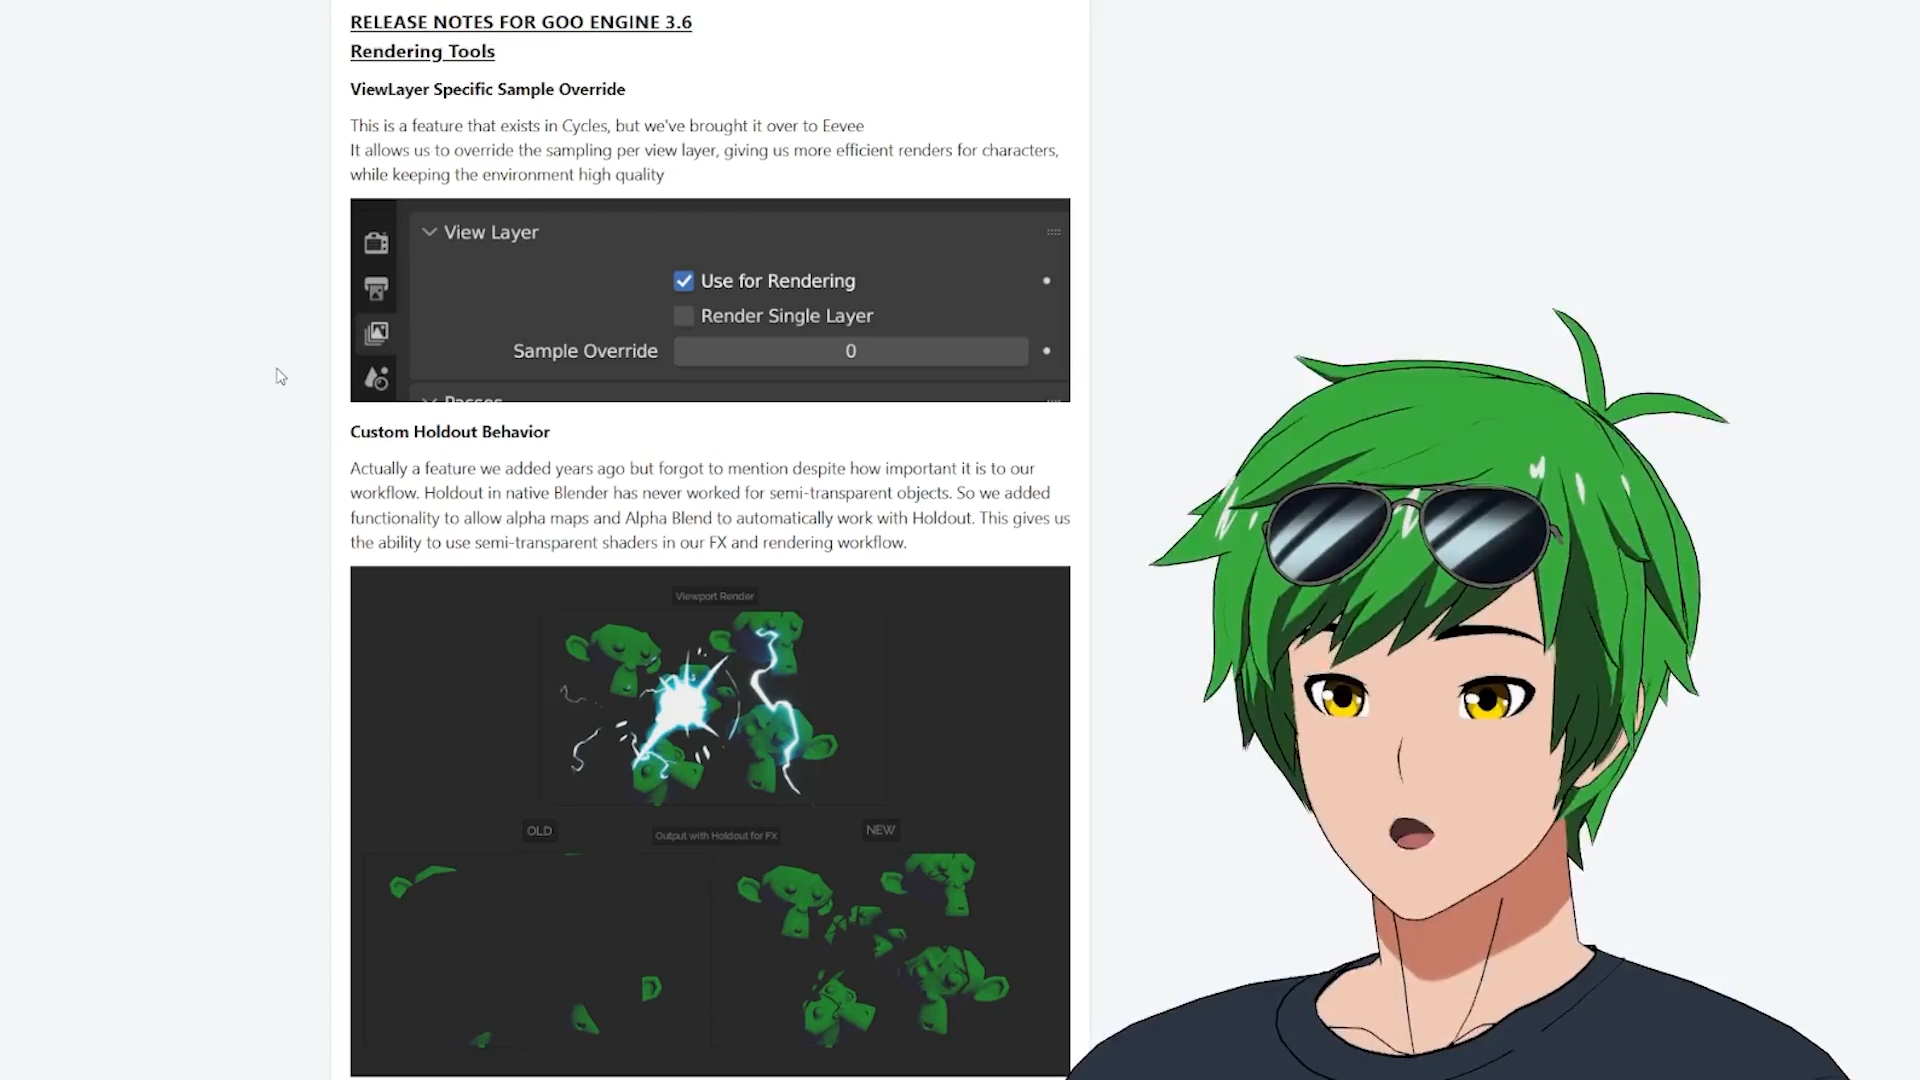 RELEASE NOTES FOR GOO ENGINE 3.6
Rendering Tools
ViewLayer Specific Sample Override
This is a feature that exists in Cycles, but we've brought it over to Eevee
It allows us to override the sampling per view layer, giving us more efficient renders for characters,
while keeping the environment high quality
View Layer
Use for Rendering
Render Single Layer
Sample Override 0
Passes
Custom Holdout Behavior
Actually a feature we added years ago but forgot to mention despite how important it is to our
workflow. Holdout in native Blender has never worked for semi-transparent objects. So we added
functionality to allow alpha maps and Alpha Blend to automatically work with Holdout. This gives us
the ability to use semi-transparent shaders in our FX and rendering workflow.
Viewport Render
OLD Output with Holdout for FX NEW